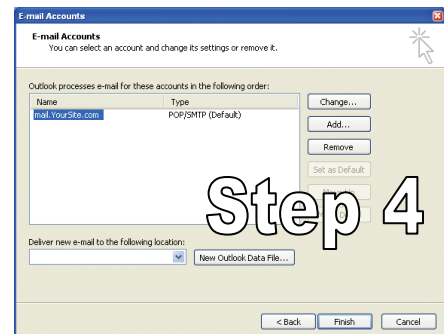 E-mail Accounts
E-mail Accounts
You can select an account and change its settings or remove it.
Outlook processes e-mail for these accounts in the following order:
Name Type
mail.YourSite.com POP/SMTP (Default)
Change...
Add...
Remove
Set as Default
Step 4
Deliver new e-mail to the following location:
New Outlook Data File...
< Back Finish Cancel